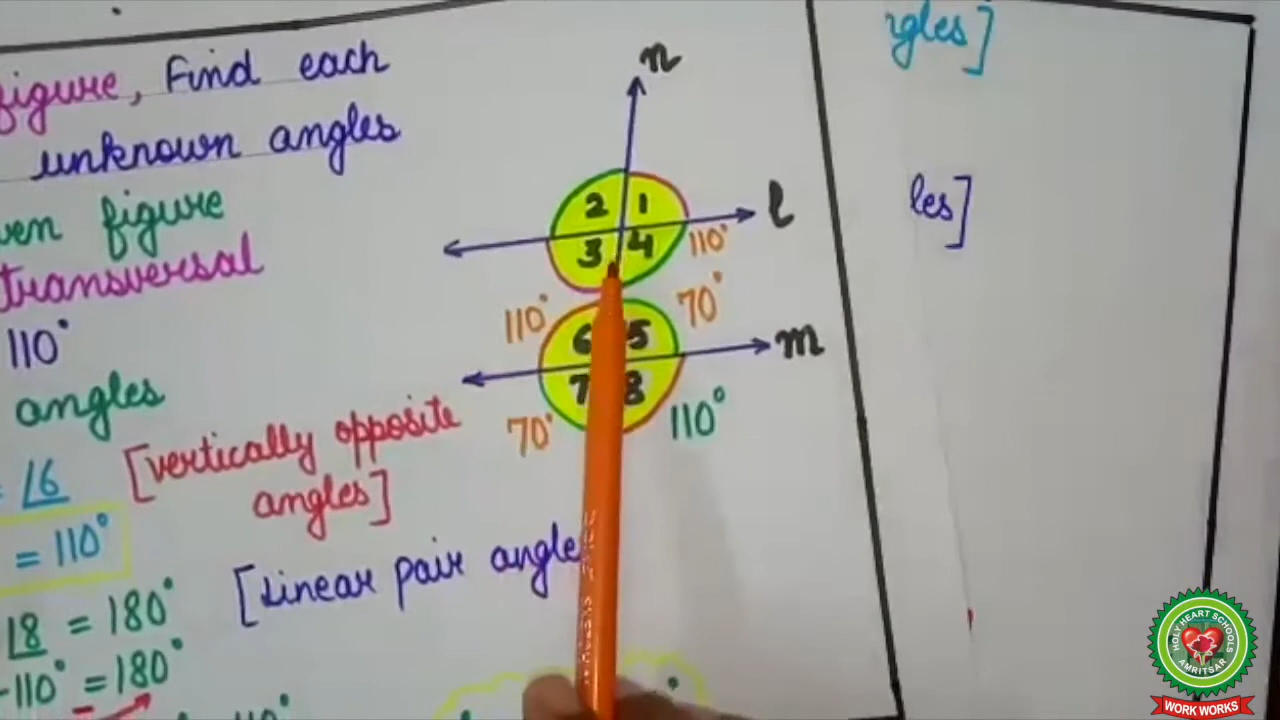 figure, Find each
unknown angles
ven figure
transversal
110°
angles
= ∠6 [vertically opposite
angles]
= 110°
∠8 = 180° [Linear pair angle
-110° = 180°
n
2 1
l
3 4 110°
110° 70°
6 5
m
7 8
70° 110°
gles]
les]
HOLY HEART SCHOOLS
AMRITSAR
WORK WORKS